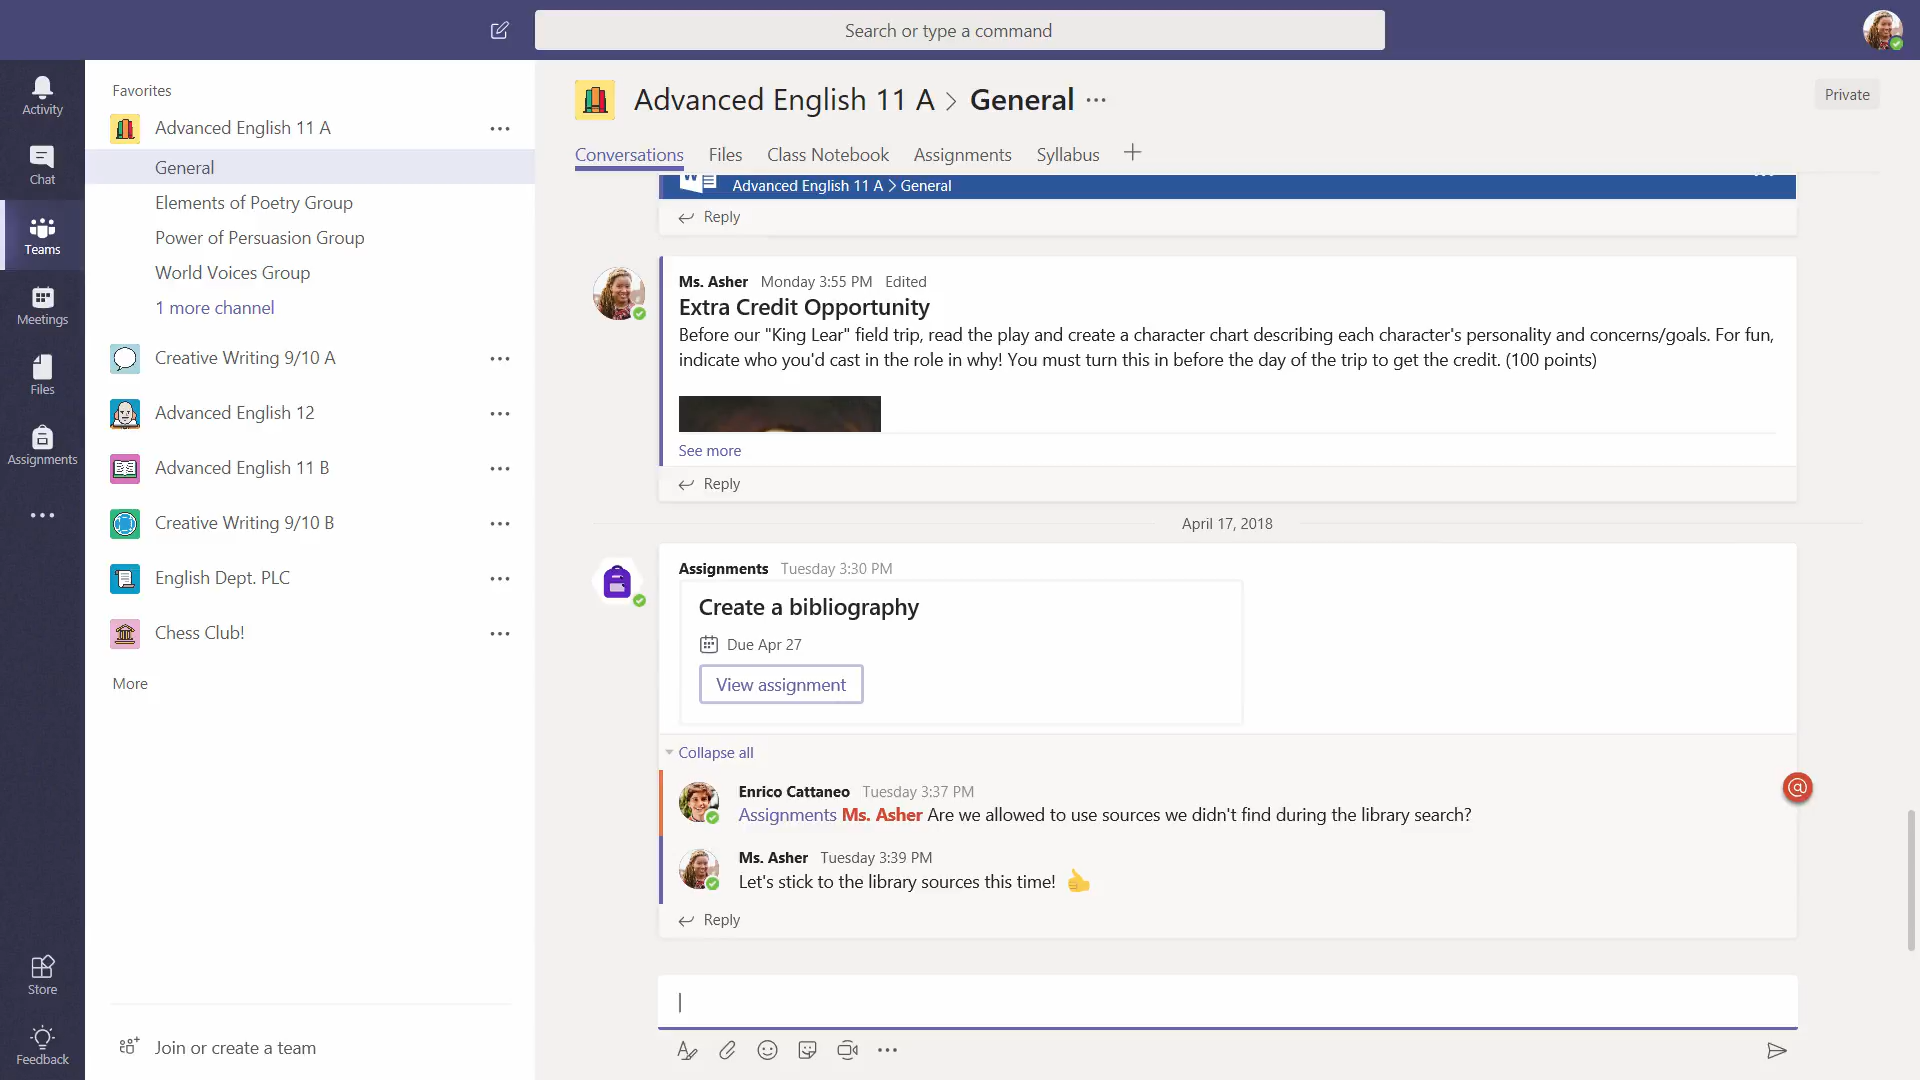 Search or type a command
Activity
Chat
Teams
Meetings
Files
Assignments
Store
Feedback
Favorites
Advanced English 11 A
General
Elements of Poetry Group
Power of Persuasion Group
World Voices Group
1 more channel
Creative Writing 9/10 A
Advanced English 12
Advanced English 11 B
Creative Writing 9/10 B
English Dept. PLC
Chess Club!
More
Join or create a team
Advanced English 11 A > General ···
Private
Conversations Files Class Notebook Assignments Syllabus +
Advanced English 11 A > General
Reply
Ms. Asher Monday 3:55 PM Edited
Extra Credit Opportunity
Before our "King Lear" field trip, read the play and create a character chart describing each character's personality and concerns/goals. For fun,
indicate who you'd cast in the role in why! You must turn this in before the day of the trip to get the credit. (100 points)
See more
Reply
April 17, 2018
Assignments Tuesday 3:30 PM
Create a bibliography
Due Apr 27
View assignment
Collapse all
Enrico Cattaneo Tuesday 3:37 PM
Assignments Ms. Asher Are we allowed to use sources we didn't find during the library search?
@
Ms. Asher Tuesday 3:39 PM
Let's stick to the library sources this time! 👍
Reply